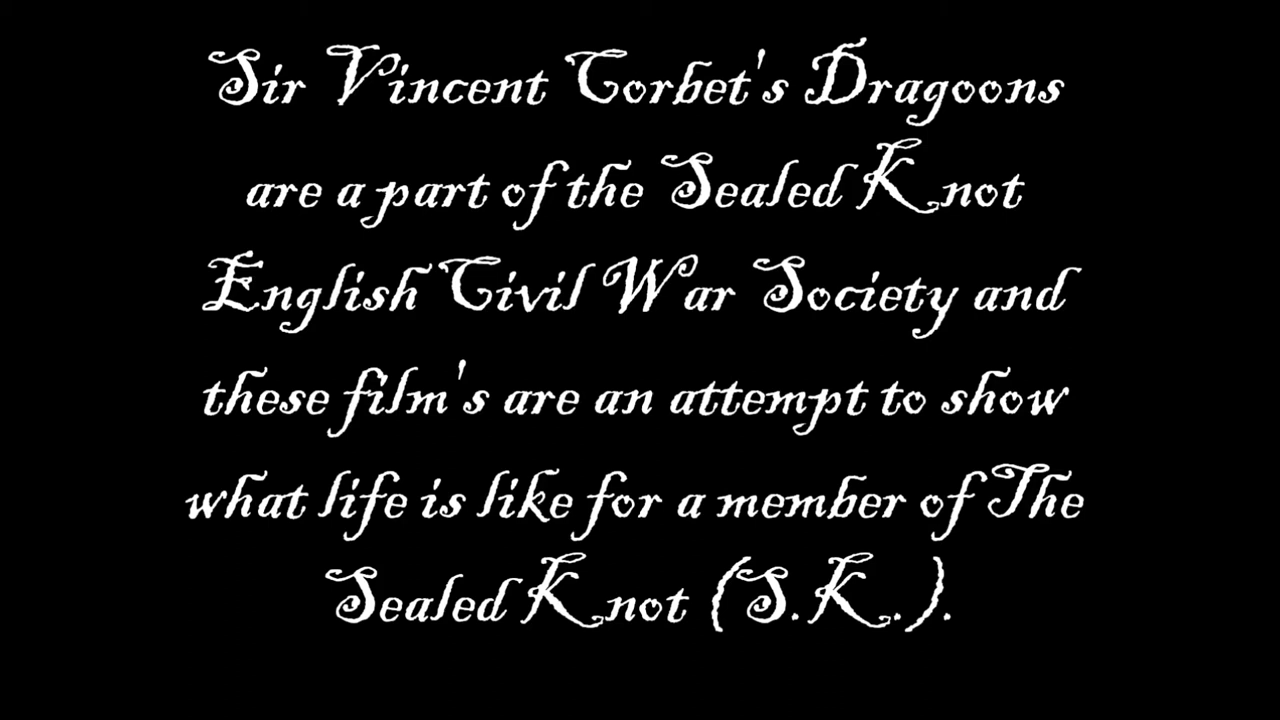 Sir Vincent Corbet's Dragoons
are a part of the Sealed Knot
English Civil War Society and
these film's are an attempt to show
what life is like for a member of The
Sealed Knot (S.K.).